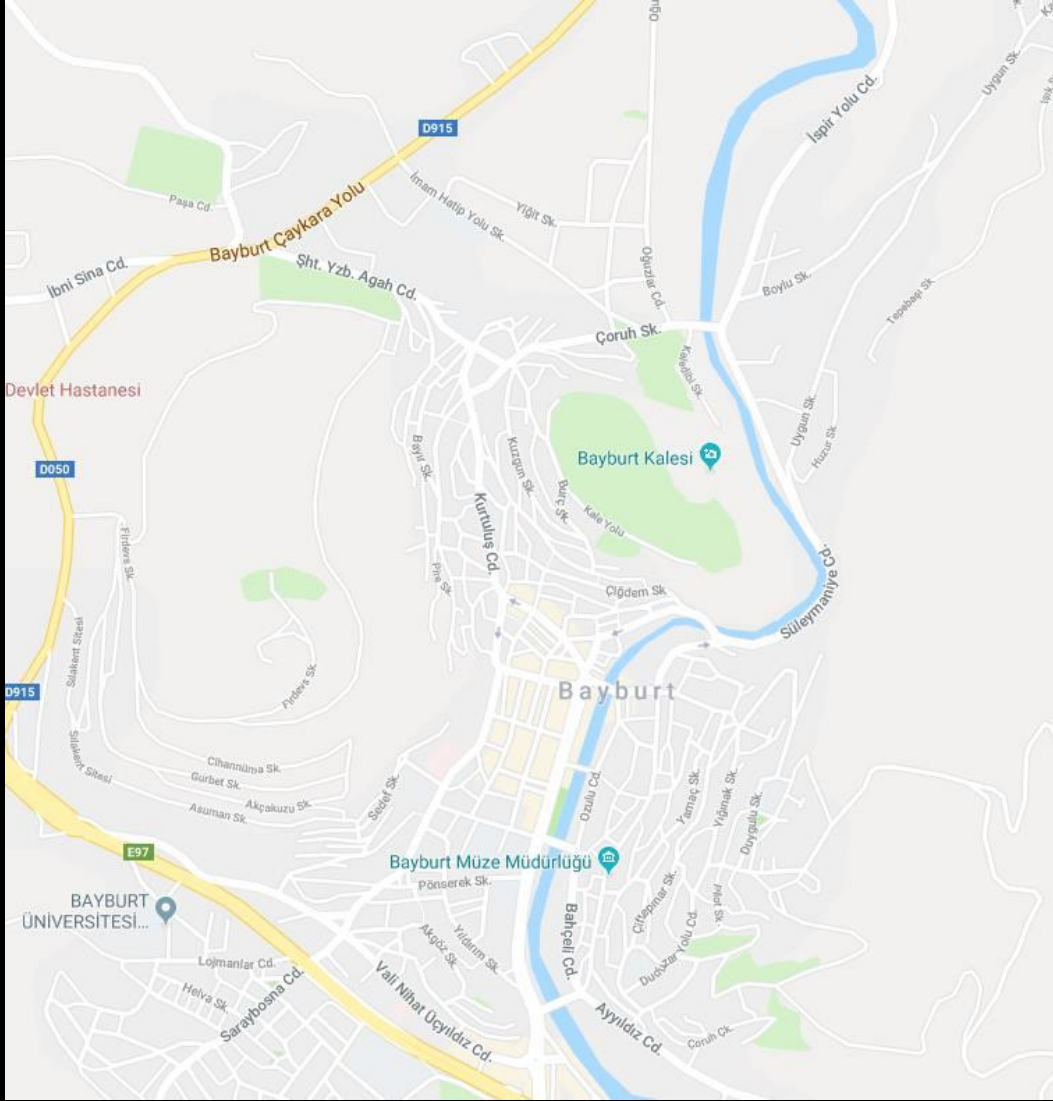 Oğuz
Uygun Sk.
İspir Yolu Cd.
D915
Paşa Cd.
İmam Hatip Yolu Sk.
Yiğit Sk.
Bayburt Çaykara Yolu
İbni Sina Cd.
Şht. Yzb. Agah Cd.
Oğuzlar Cd.
Boylu Sk.
Tepebaşı Sk
Çoruh Sk.
Kaledibi Sk.
Devlet Hastanesi
Uygun Sk.
Huzur Sk
Bayır Sk.
Kuzgun Sk.
Bayburt Kalesi
D050
Burç Sk.
Kale Yolu
Kurtuluş Cd.
Firdevs Sk.
Pire Sk.
Çiğdem Sk
Süleymaniye Cd.
Silakent Sitesi
Firdevs Sk.
D915
Bayburt
Silakent Sitesi
Cihannüma Sk.
Gurbet Sk.
Akçakuzu Sk.
Asuman Sk.
Sedef Sk.
Ozulu Cd.
Yamaç Sk.
Yığınak Sk.
Duygulu Sk.
E97
Bayburt Müze Müdürlüğü
Pönserek Sk.
BAYBURT
ÜNİVERSİTESİ...
Çiftepınar Sk.
Pilot Sk.
Akgöz Sk.
Yıldırım Sk.
Bahçeli Cd.
Duduzar Yolu Cd.
Lojmanlar Cd.
Helva Sk.
Saraybosna Cd.
Vali Nihat Üçyıldız Cd.
Ayyıldız Cd.
Çoruh Çk.